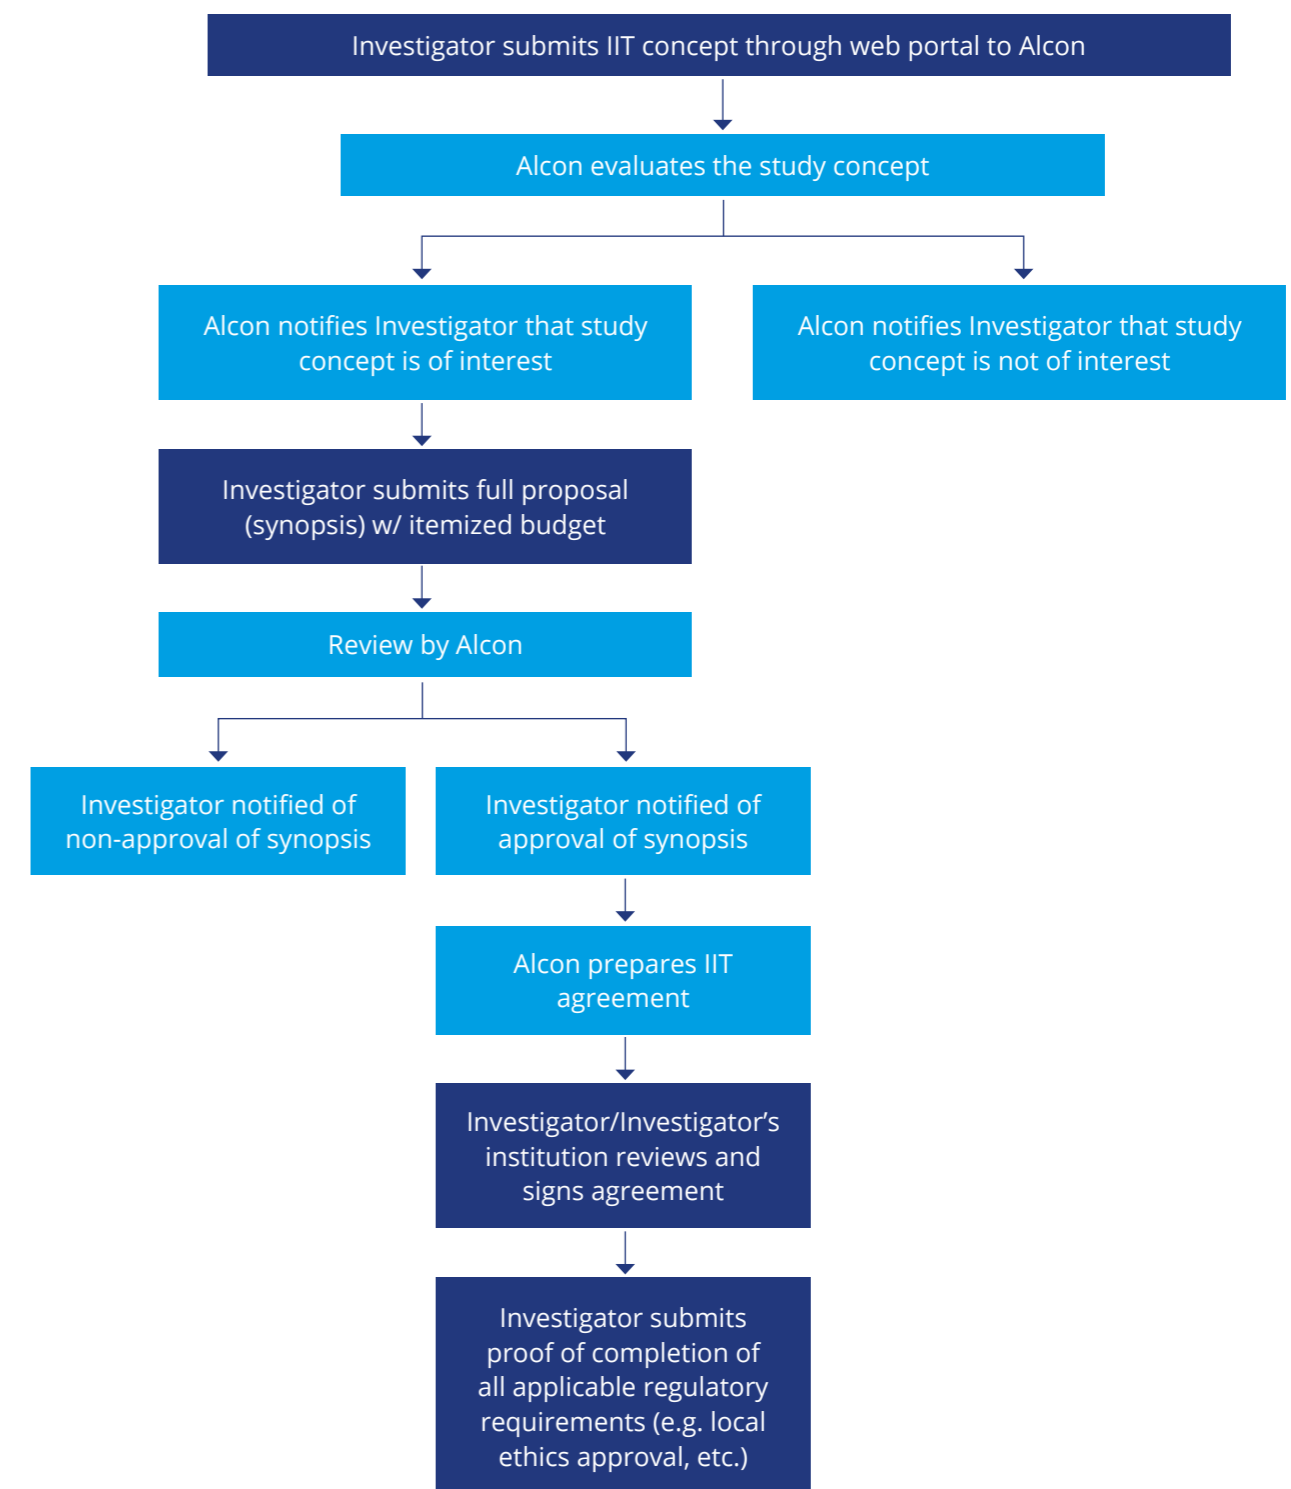 Investigator submits IIT concept through web portal to Alcon
Alcon evaluates the study concept
Alcon notifies Investigator that study
concept is of interest
Alcon notifies Investigator that study
concept is not of interest
Investigator submits full proposal
(synopsis) w/ itemized budget
Review by Alcon
Investigator notified of
non-approval of synopsis
Investigator notified of
approval of synopsis
Alcon prepares IIT
agreement
Investigator/Investigator’s
institution reviews and
signs agreement
Investigator submits
proof of completion of
all applicable regulatory
requirements (e.g. local
ethics approval, etc.)